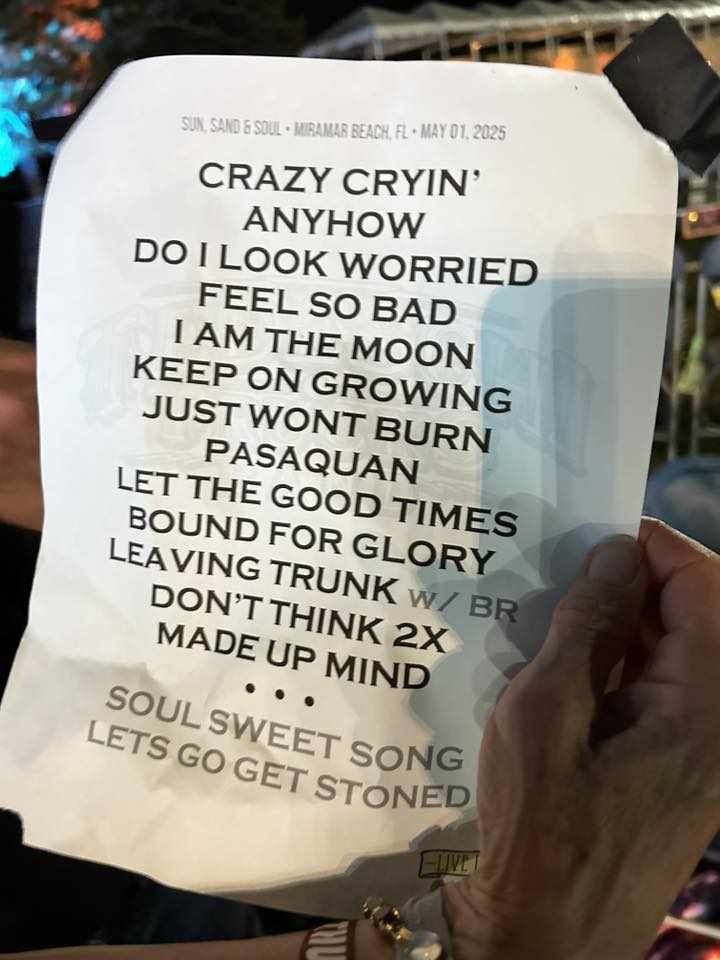 SUN, SAND & SOUL • MIRAMAR BEACH, FL • MAY 01, 2025
CRAZY CRYIN'
ANYHOW
DO I LOOK WORRIED
FEEL SO BAD
I AM THE MOON
KEEP ON GROWING
JUST WONT BURN
PASAQUAN
LET THE GOOD TIMES
BOUND FOR GLORY
LEAVING TRUNK W/ BR
DON'T THINK 2X
MADE UP MIND
• • •
SOUL SWEET SONG
LETS GO GET STONED
-LIVE